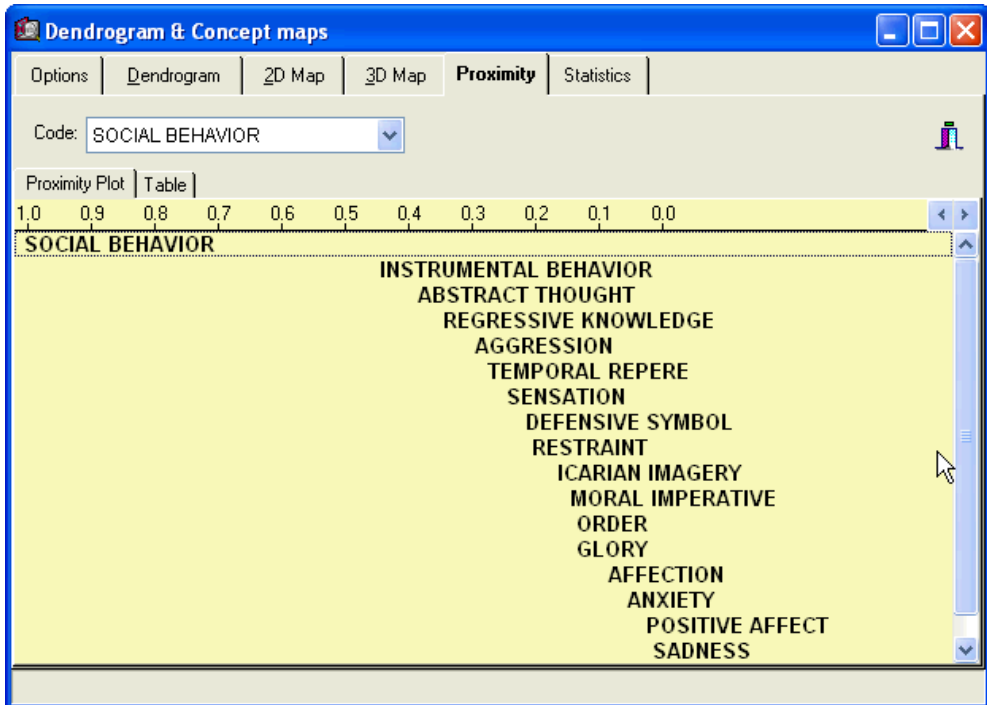 Dendrogram & Concept maps
Options Dendrogram 2D Map 3D Map Proximity Statistics
Code: SOCIAL BEHAVIOR
Proximity Plot Table
1.0 0.9 0.8 0.7 0.6 0.5 0.4 0.3 0.2 0.1 0.0
SOCIAL BEHAVIOR
INSTRUMENTAL BEHAVIOR
ABSTRACT THOUGHT
REGRESSIVE KNOWLEDGE
AGGRESSION
TEMPORAL REPERE
SENSATION
DEFENSIVE SYMBOL
RESTRAINT
ICARIAN IMAGERY
MORAL IMPERATIVE
ORDER
GLORY
AFFECTION
ANXIETY
POSITIVE AFFECT
SADNESS